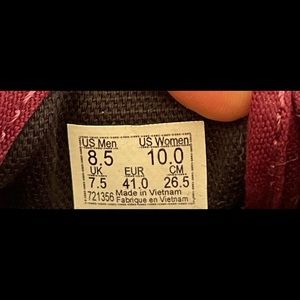 US Men US Women
8.5 10.0
UK EUR CM
7.5 41.0 26.5
721356 Made in Vietnam
Fabrique en Vietnam